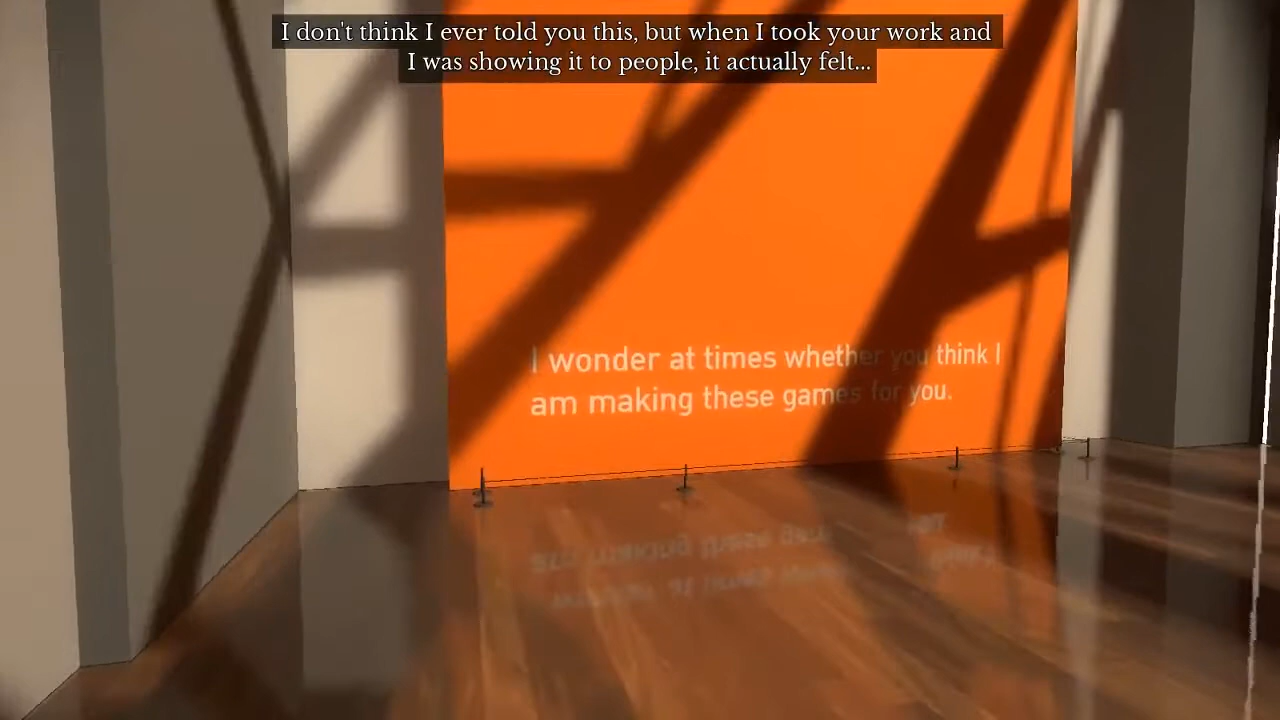 I don't think I ever told you this, but when I took your work and
I was showing it to people, it actually felt...
I wonder at times whether you think I
am making these games for you.